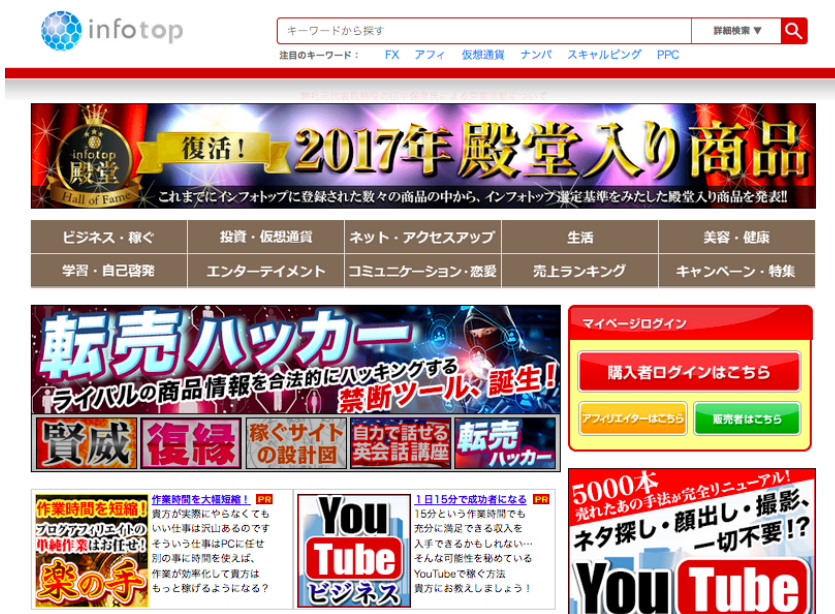 infotop
キーワードから探す
詳細検索 ▼
注目のキーワード： FX アフィ 仮想通貨 ナンパ スキャルピング PPC
infotop
殿堂
Hall of Fame
復活！
2017年殿堂入り商品
これまでにインフォトップに登録された数々の商品の中から、インフォトップ選定基準をみたした殿堂入り商品を発表!!
ビジネス・稼ぐ 投資・仮想通貨 ネット・アクセスアップ 生活 美容・健康
学習・自己啓発 エンターテイメント コミュニケーション・恋愛 売上ランキング キャンペーン・特集
転売ハッカー
ライバルの商品情報を合法的にハッキングする
禁断ツール、誕生！
賢威
復縁
稼ぐサイト
の設計図
自力で話せる
英会話講座
転売
ハッカー
マイページログイン
購入者ログインはこちら
アフィリエイターはこちら
販売者はこちら
作業時間を短縮！
ブログアフィリエイトの
単純作業はお任せ！
楽の手
作業時間を大幅短縮！ PR
貴方が実際にやらなくても
いい仕事は沢山あるのです
そういう仕事はPCに任せ
別の事に時間を使えば、
作業が効率化して貴方は
もっと稼げるようになる？
You
Tube
ビジネス
１日15分で成功者になる PR
15分という作業時間でも
充分に満足できる収入を
入手できるかもしれない…
そんな可能性を秘めている
YouTubeで稼ぐ方法
貴方にお教えしましょう！
5000本
売れたあの手法が完全リニューアル!
ネタ探し・顔出し・撮影、
一切不要!?
You Tube